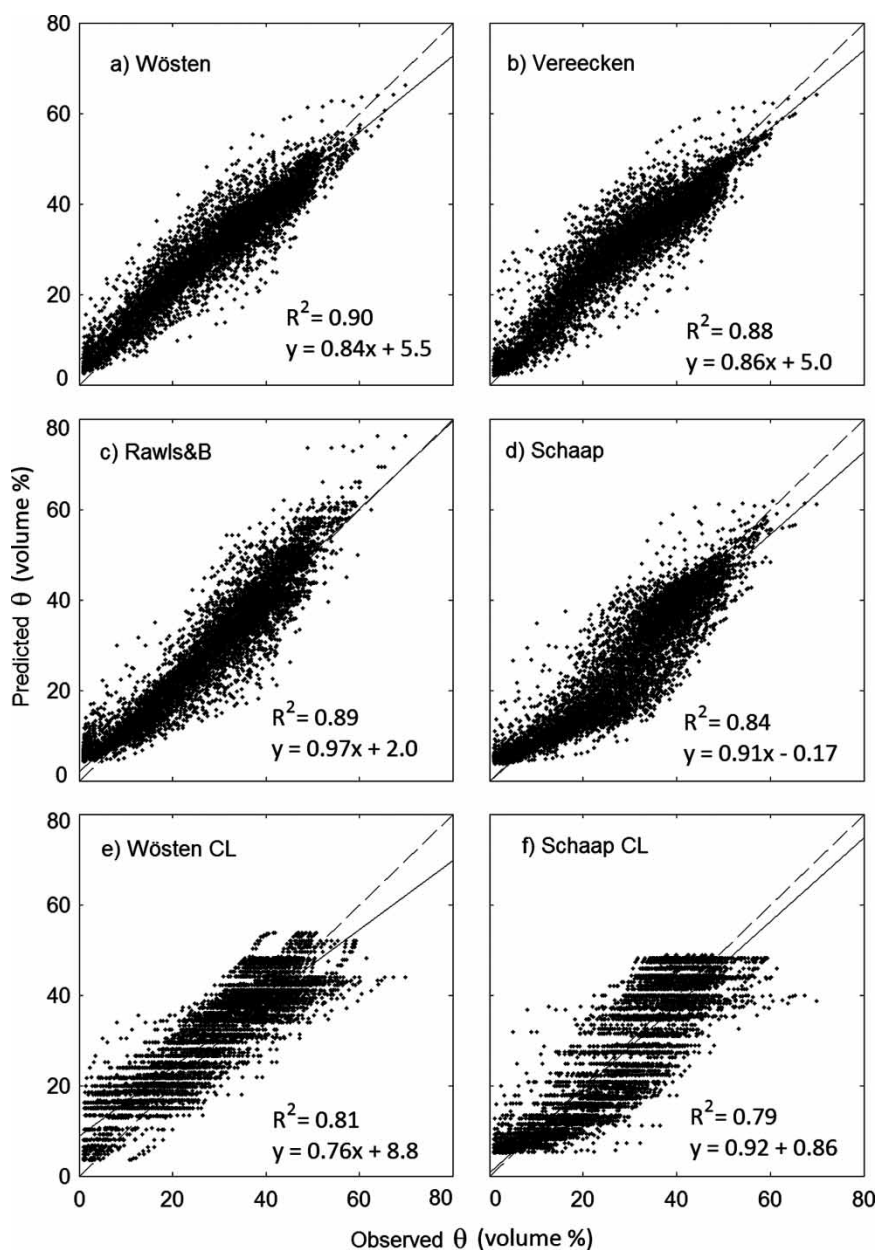 80
60
40
20
0
a) Wösten
R² = 0.90
y = 0.84x + 5.5
b) Vereecken
R² = 0.88
y = 0.86x + 5.0
80
60
40
20
0
c) Rawls&B
R² = 0.89
y = 0.97x + 2.0
d) Schaap
R² = 0.84
y = 0.91x - 0.17
Predicted θ (volume %)
80
60
40
20
0
e) Wösten CL
R² = 0.81
y = 0.76x + 8.8
f) Schaap CL
R² = 0.79
y = 0.92 + 0.86
0 20 40 60 80 0 20 40 60 80
Observed θ (volume %)